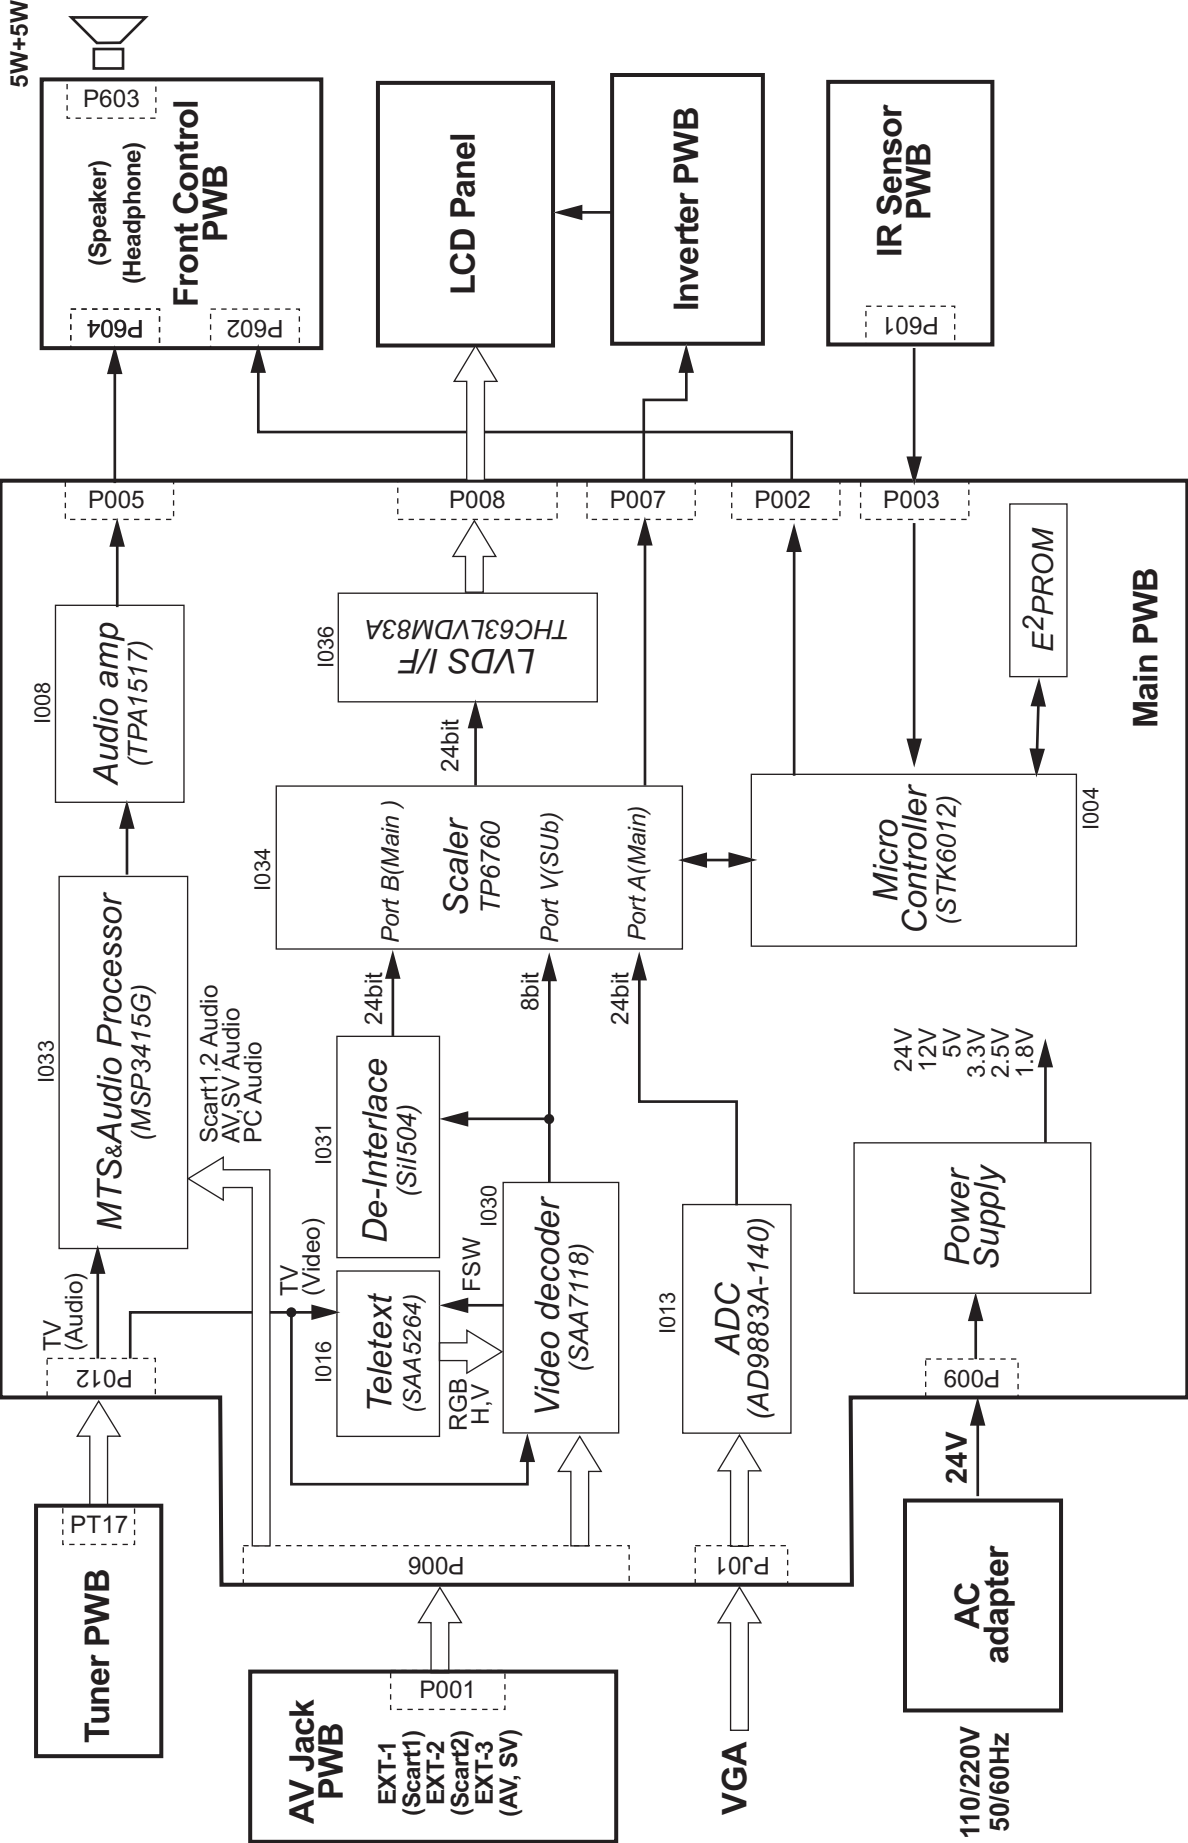 Tuner PWB
PT17
AV Jack
PWB
P001
EXT-1
(Scart1)
EXT-2
(Scart2)
EXT-3
(AV, SV)
VGA
110/220V
50/60Hz
AC
adapter
24V
P012
P006
PJ01
P009
TV
(Audio)
TV
(Video)
I033
MTS&Audio Processor
(MSP3415G)
Scart1,2 Audio
AV,SV Audio
PC Audio
I008
Audio amp
(TPA1517)
P005
I016
Teletext
(SAA5264)
RGB
H,V
FSW
I031
De-Interlace
(SiI504)
I030
Video decoder
(SAA7118)
I013
ADC
(AD9883A-140)
24bit
8bit
24bit
I034
Port B(Main )
Scaler
TP6760
Port V(SUb)
Port A(Main)
24bit
I036
LVDS I/F
THC63LVDM83A
P008
P007
P002
P003
Power
Supply
24V
12V
5V
3.3V
2.5V
1.8V
Micro
Controller
(STK6012)
I004
E2PROM
Main PWB
5W+5W
P603
(Speaker)
(Headphone)
Front Control
PWB
P604
P602
LCD Panel
Inverter PWB
IR Sensor
PWB
P601